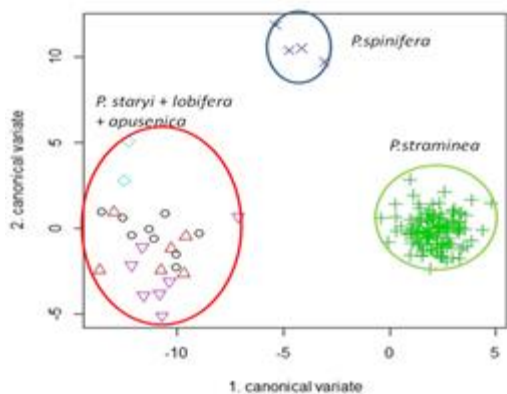 P.spinifera
P. staryi + lobifera
+ apusenica
P.straminea
2. canonical variate
10
5
0
-5
-10
-5
0
5
1. canonical variate